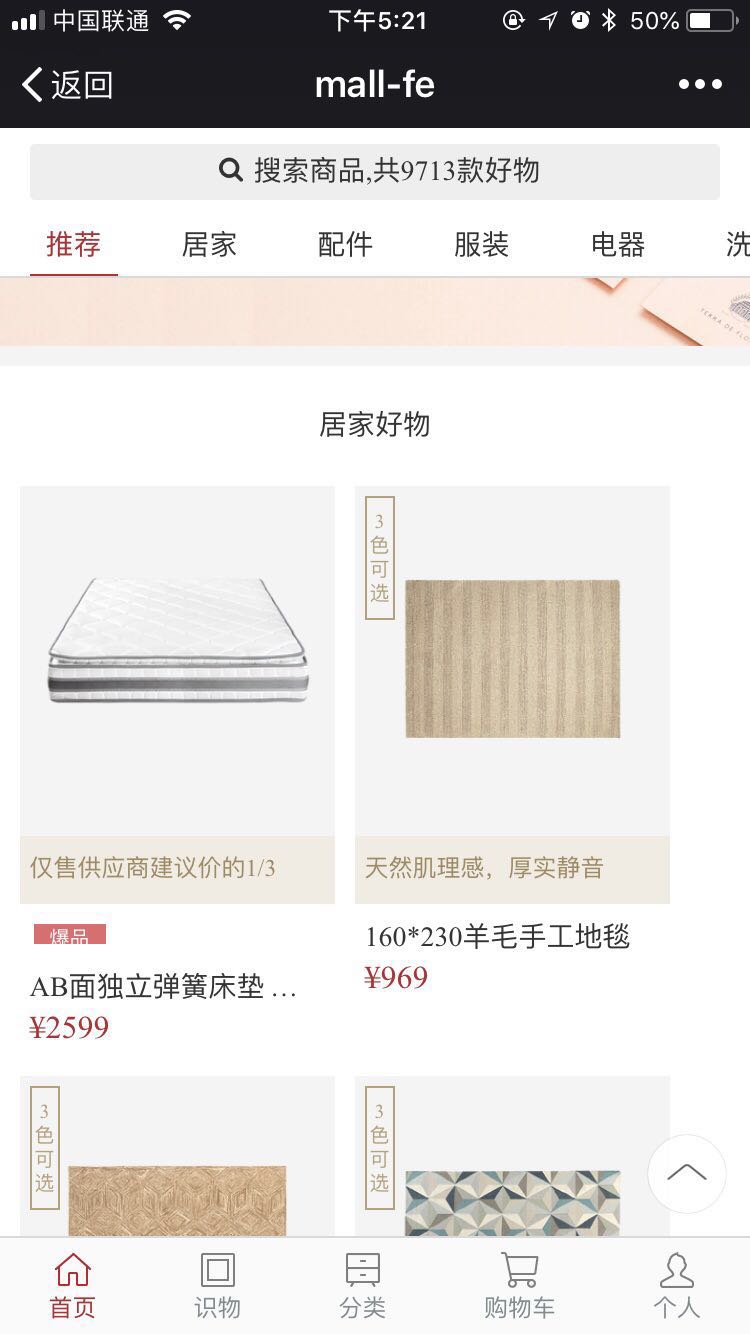 中国联通 下午5:21 50%
返回 mall-fe
搜索商品,共9713款好物
推荐 居家 配件 服装 电器 洗
TERRA DE FLO
居家好物
3色可选
仅售供应商建议价的1/3
天然肌理感，厚实静音
爆品
AB面独立弹簧床垫 ...
¥2599
160*230羊毛手工地毯
¥969
3色可选
3色可选
首页 识物 分类 购物车 个人